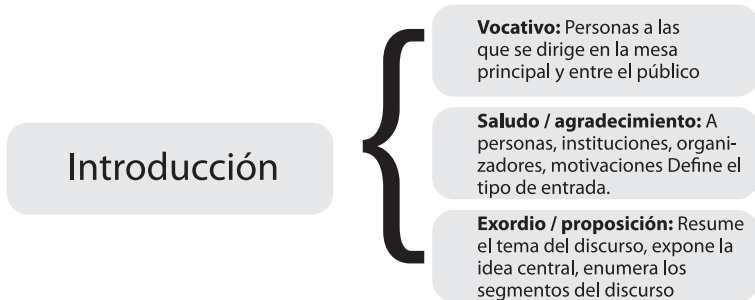 Introducción
Vocativo: Personas a las
que se dirige en la mesa
principal y entre el público
Saludo / agradecimiento: A
personas, instituciones, organi-
zadores, motivaciones Define el
tipo de entrada.
Exordio / proposición: Resume
el tema del discurso, expone la
idea central, enumera los
segmentos del discurso